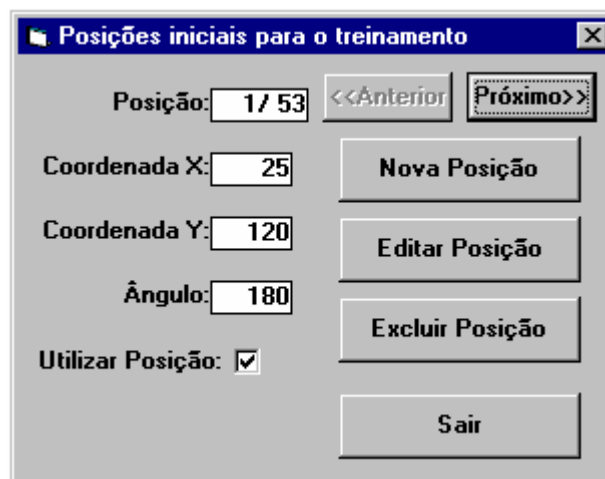 Posições iniciais para o treinamento
Posição: 1/ 53 <<Anterior Próximo>>
Coordenada X: 25 Nova Posição
Coordenada Y: 120 Editar Posição
Ângulo: 180
Excluir Posição
Utilizar Posição:
Sair